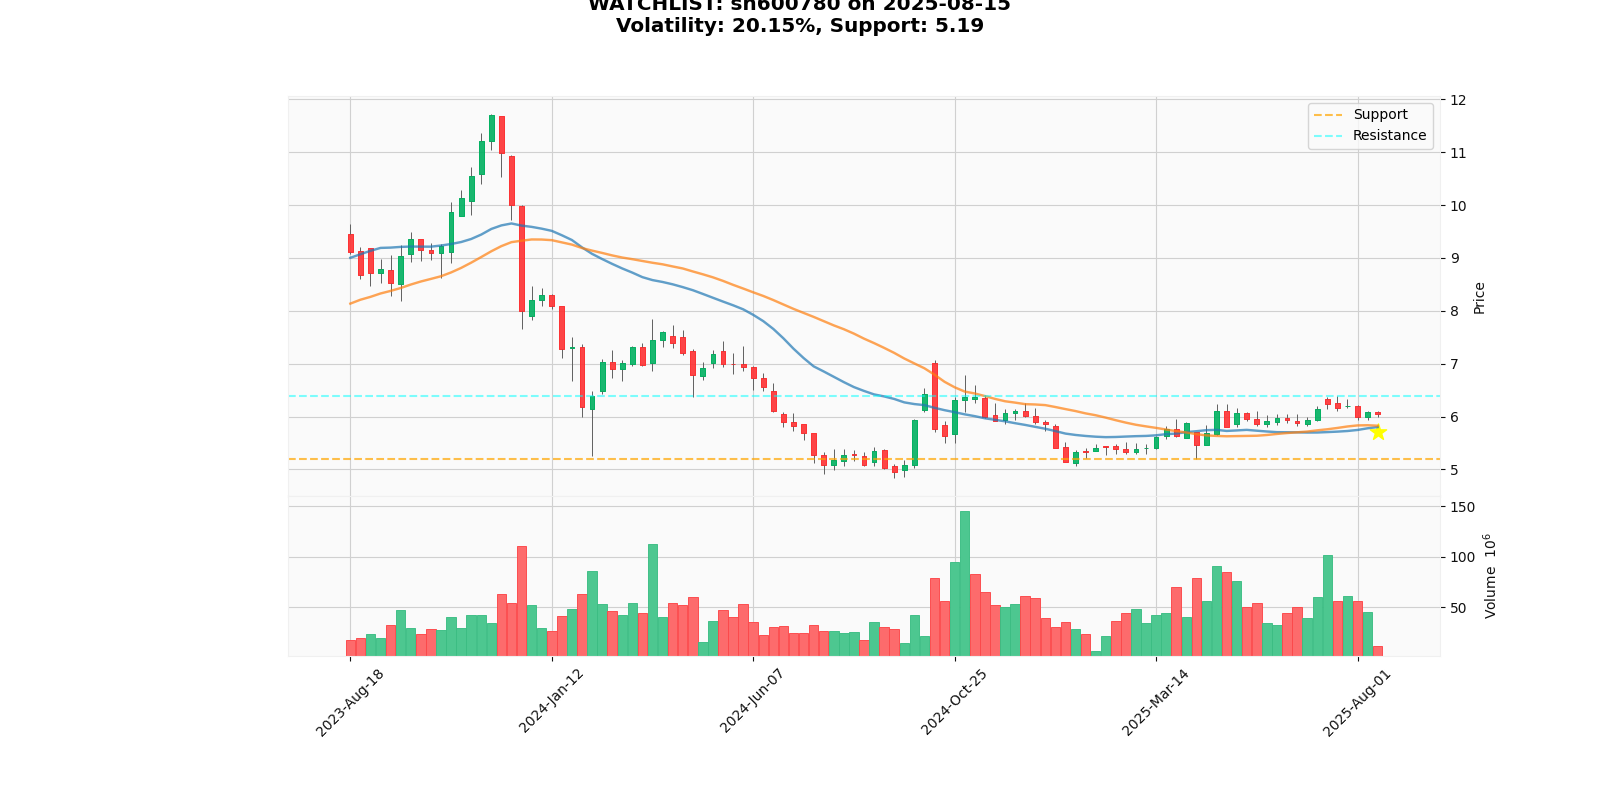 WATCHLIST: sh600780 on 2025-08-15
Volatility: 20.15%, Support: 5.19
Support
Resistance
12
11
10
9
8
7
6
5
Price
150
100
50
Volume 10⁶
2023-Aug-18
2024-Jan-12
2024-Jun-07
2024-Oct-25
2025-Mar-14
2025-Aug-01